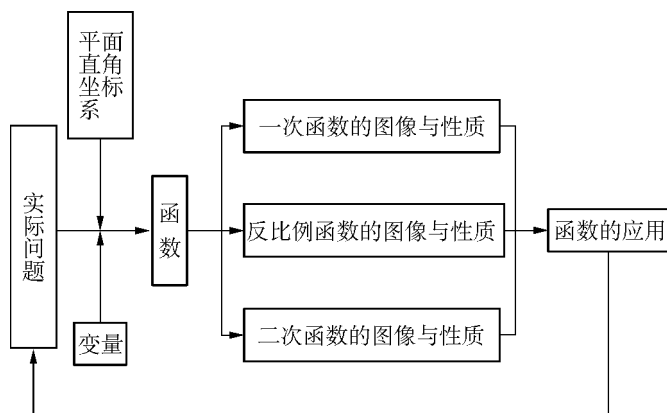 平面
直角
坐标
系
实际问题
变量
函数
一次函数的图像与性质
反比例函数的图像与性质
二次函数的图像与性质
函数的应用